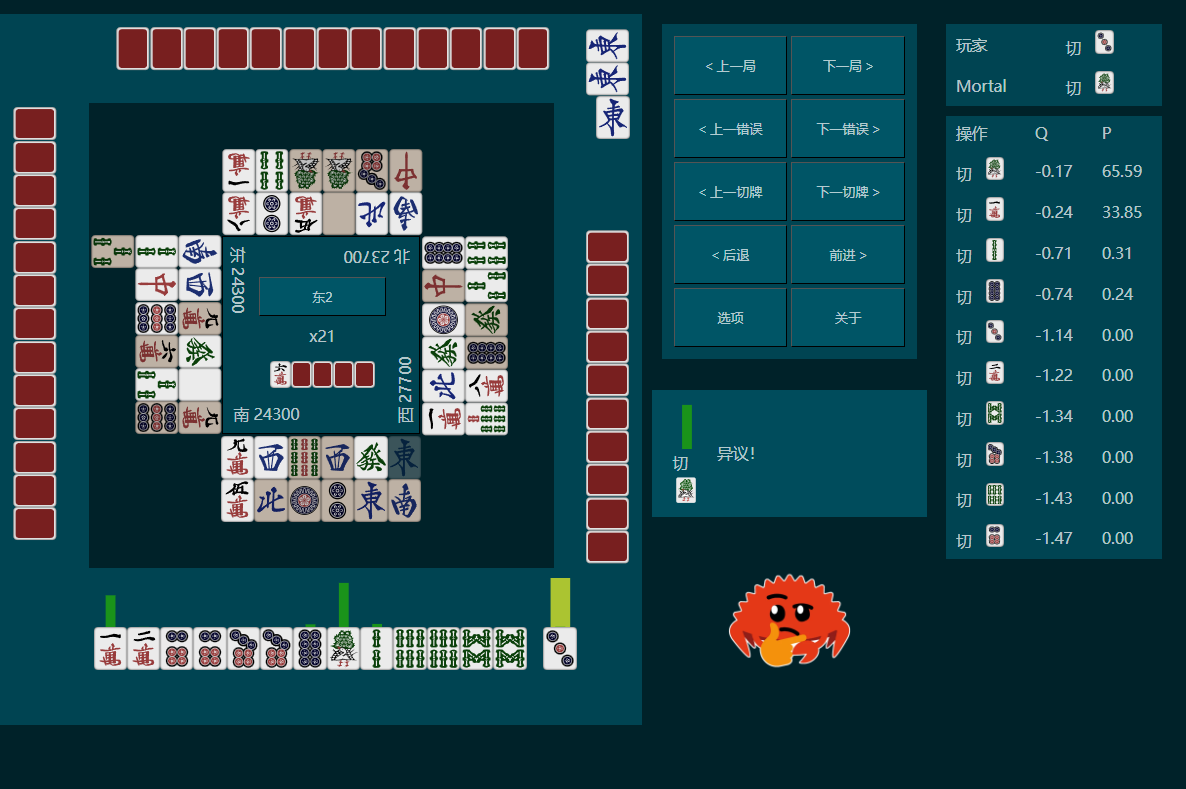 < 上一局
下一局 >
< 上一错误
下一错误 >
< 上一切牌
下一切牌 >
< 后退
前进 >
选项
关于
玩家 切
Mortal 切
操作 Q P
切 -0.17 65.59
切 -0.24 33.85
切 -0.71 0.31
切 -0.74 0.24
切 -1.14 0.00
切 -1.22 0.00
切 -1.34 0.00
切 -1.38 0.00
切 -1.43 0.00
切 -1.47 0.00
切
异议!
北 23700
东 24300
东2
x21
西 27700
南 24300